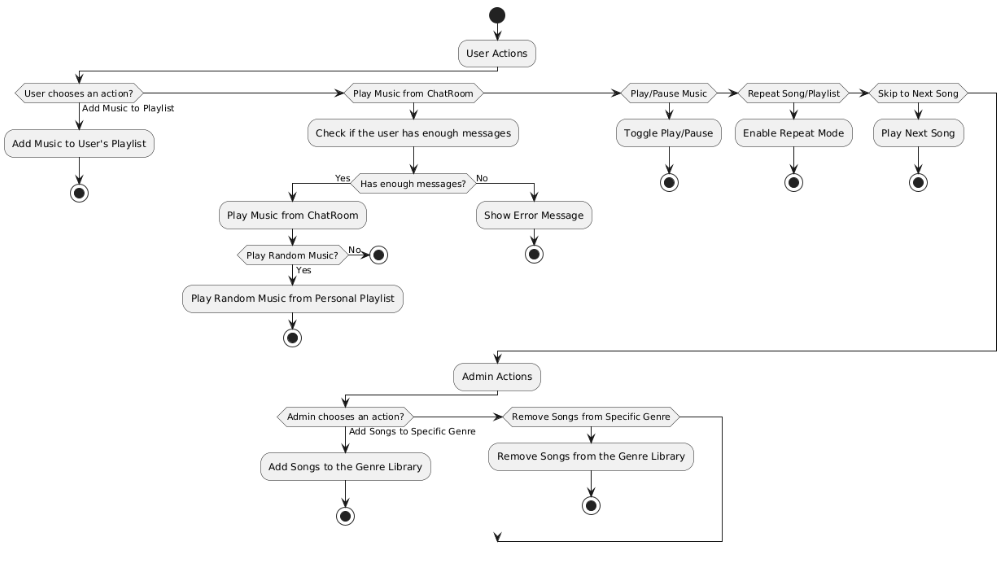 User Actions
User chooses an action?
Add Music to Playlist
Add Music to User's Playlist
Play Music from ChatRoom
Check if the user has enough messages
Has enough messages?
Yes
Play Music from ChatRoom
Play Random Music?
No
Yes
Play Random Music from Personal Playlist
No
Show Error Message
Play/Pause Music
Toggle Play/Pause
Repeat Song/Playlist
Enable Repeat Mode
Skip to Next Song
Play Next Song
Admin Actions
Admin chooses an action?
Add Songs to Specific Genre
Add Songs to the Genre Library
Remove Songs from Specific Genre
Remove Songs from the Genre Library